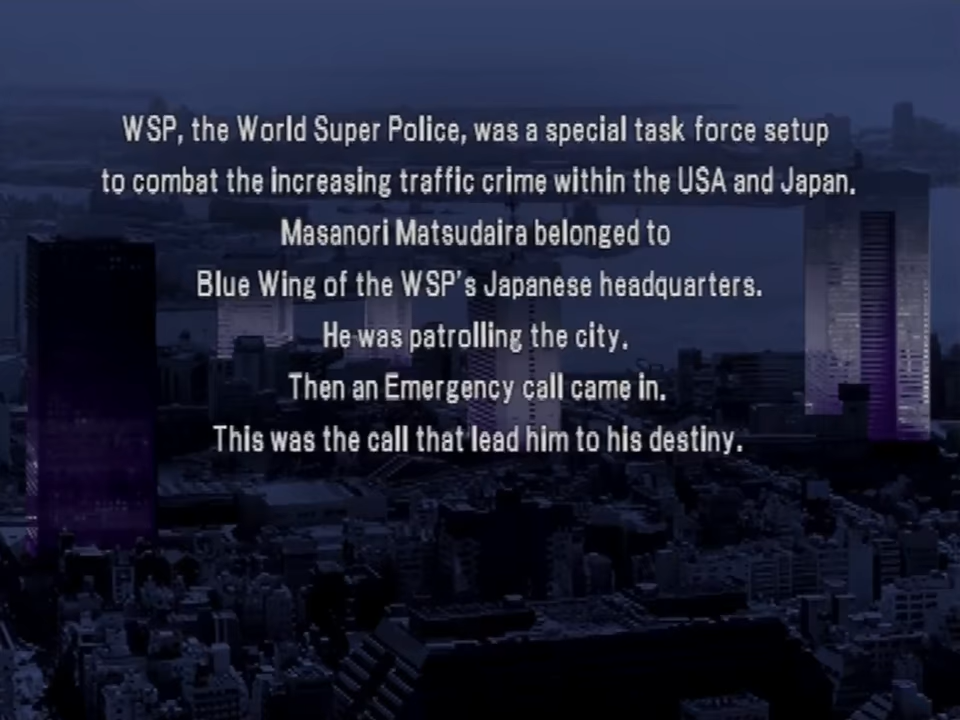 WSP, the World Super Police, was a special task force setup
to combat the increasing traffic crime within the USA and Japan.
Masanori Matsudaira belonged to
Blue Wing of the WSP's Japanese headquarters.
He was patrolling the city.
Then an Emergency call came in.
This was the call that lead him to his destiny.